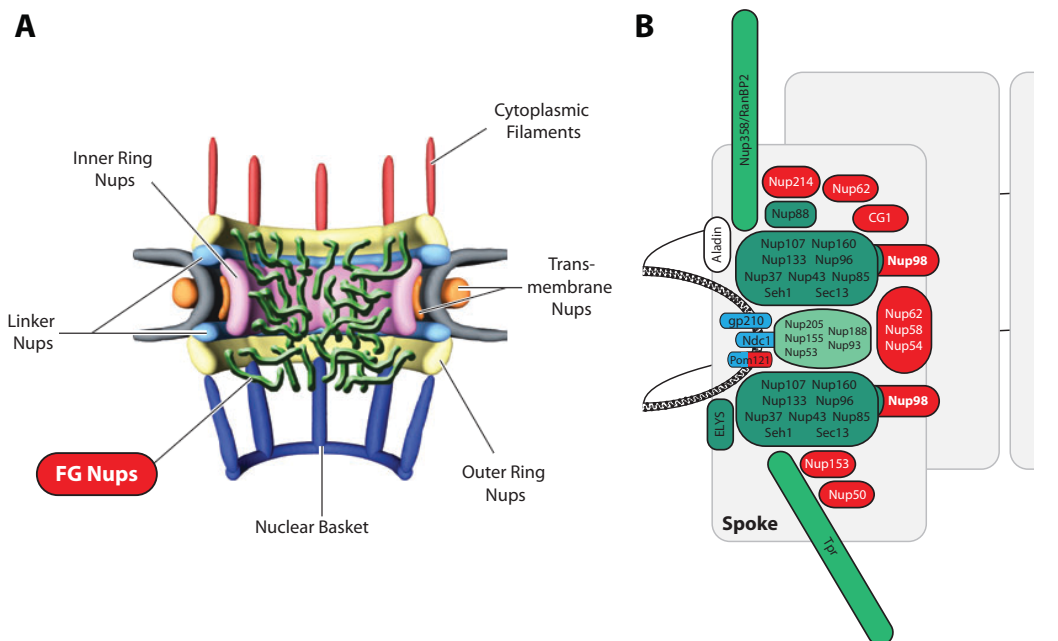 A
Cytoplasmic
Filaments
Inner Ring
Nups
Trans-
membrane
Nups
Linker
Nups
FG Nups
Outer Ring
Nups
Nuclear Basket
B
Nup358/RanBP2
Nup214
Nup62
Nup88
CG1
Aladin
Nup107 Nup160
Nup133 Nup96
Nup37 Nup43 Nup85
Seh1 Sec13
Nup98
gp210
Ndc1
Pom121
Nup205
Nup188
Nup155
Nup93
Nup53
Nup62
Nup58
Nup54
Nup107 Nup160
Nup133 Nup96
Nup37 Nup43 Nup85
Seh1 Sec13
Nup98
ELYS
Nup153
Nup50
Spoke
Tpr